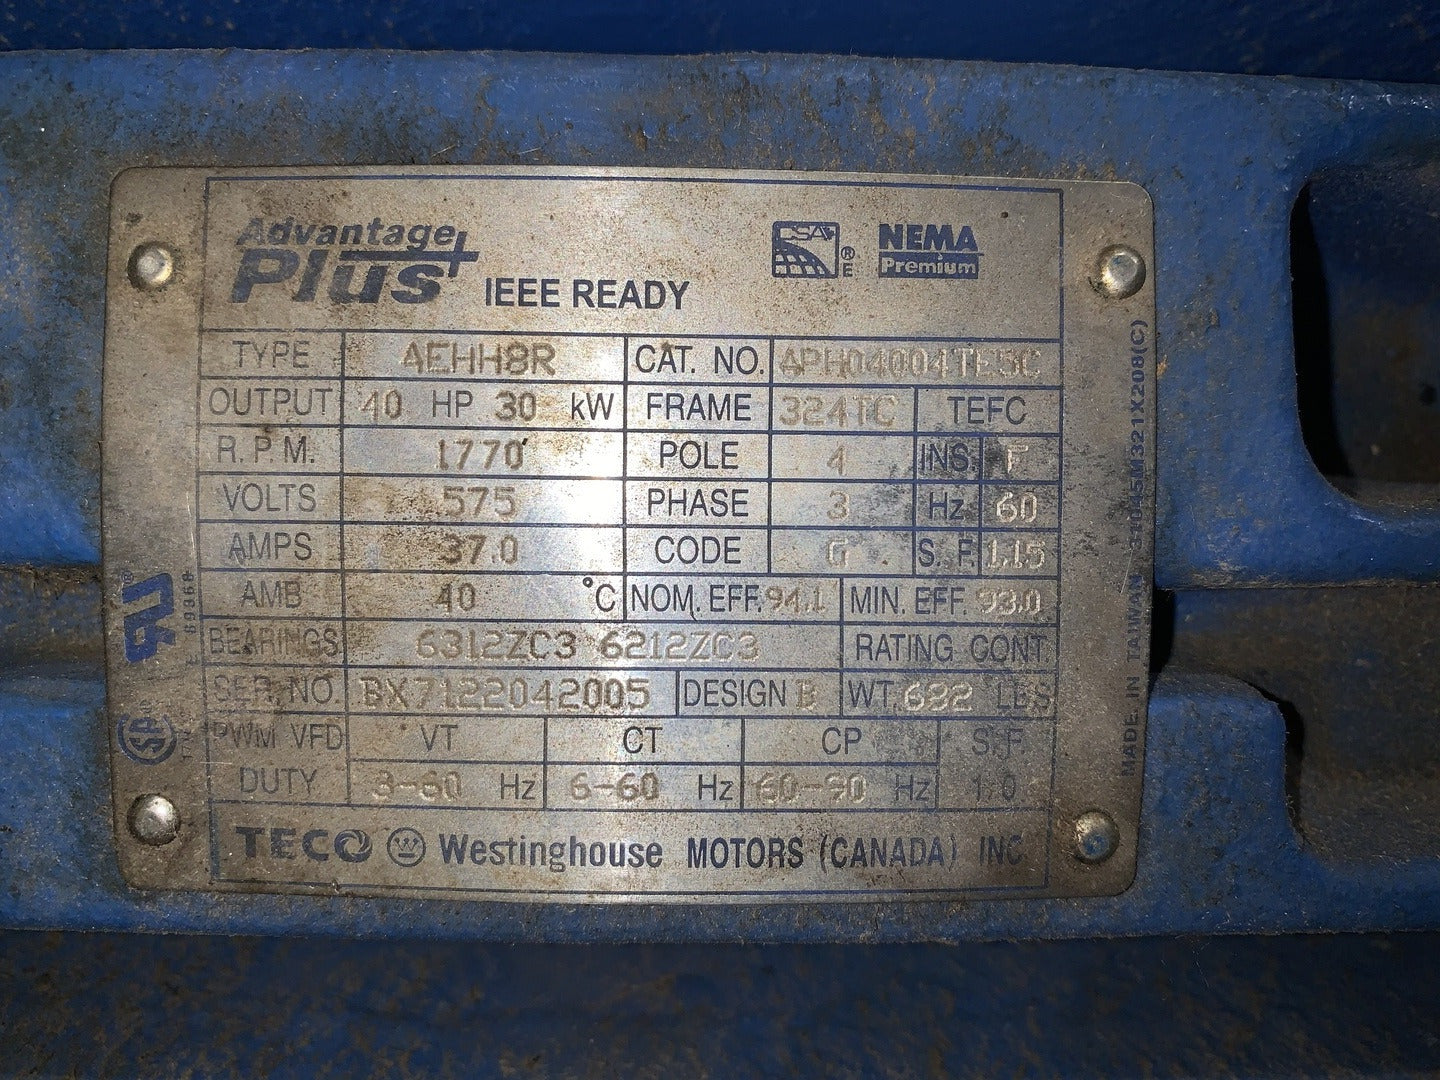 Advantage
Plus+ IEEE READY
CSA ® E NEMA Premium
TYPE AEHH8R CAT. NO. APH04004TE5C
OUTPUT 40 HP 30 kW FRAME 324TC TEFC
R.P.M. 1770 POLE 4 INS. F
VOLTS 575 PHASE 3 Hz 60
AMPS 37.0 CODE G S.F. 1.15
AMB 40 °C NOM. EFF. 94.1 MIN. EFF. 93.0
BEARINGS 6312ZC3 6212ZC3 RATING CONT.
SER. NO BX7122042005 DESIGN B WT. 682 LBS
PWM VFD VT CT CP S.F.
DUTY 3-60 Hz 6-60 Hz 60-90 Hz 1.0
TECO Westinghouse MOTORS (CANADA) INC
MADE IN TAIWAN